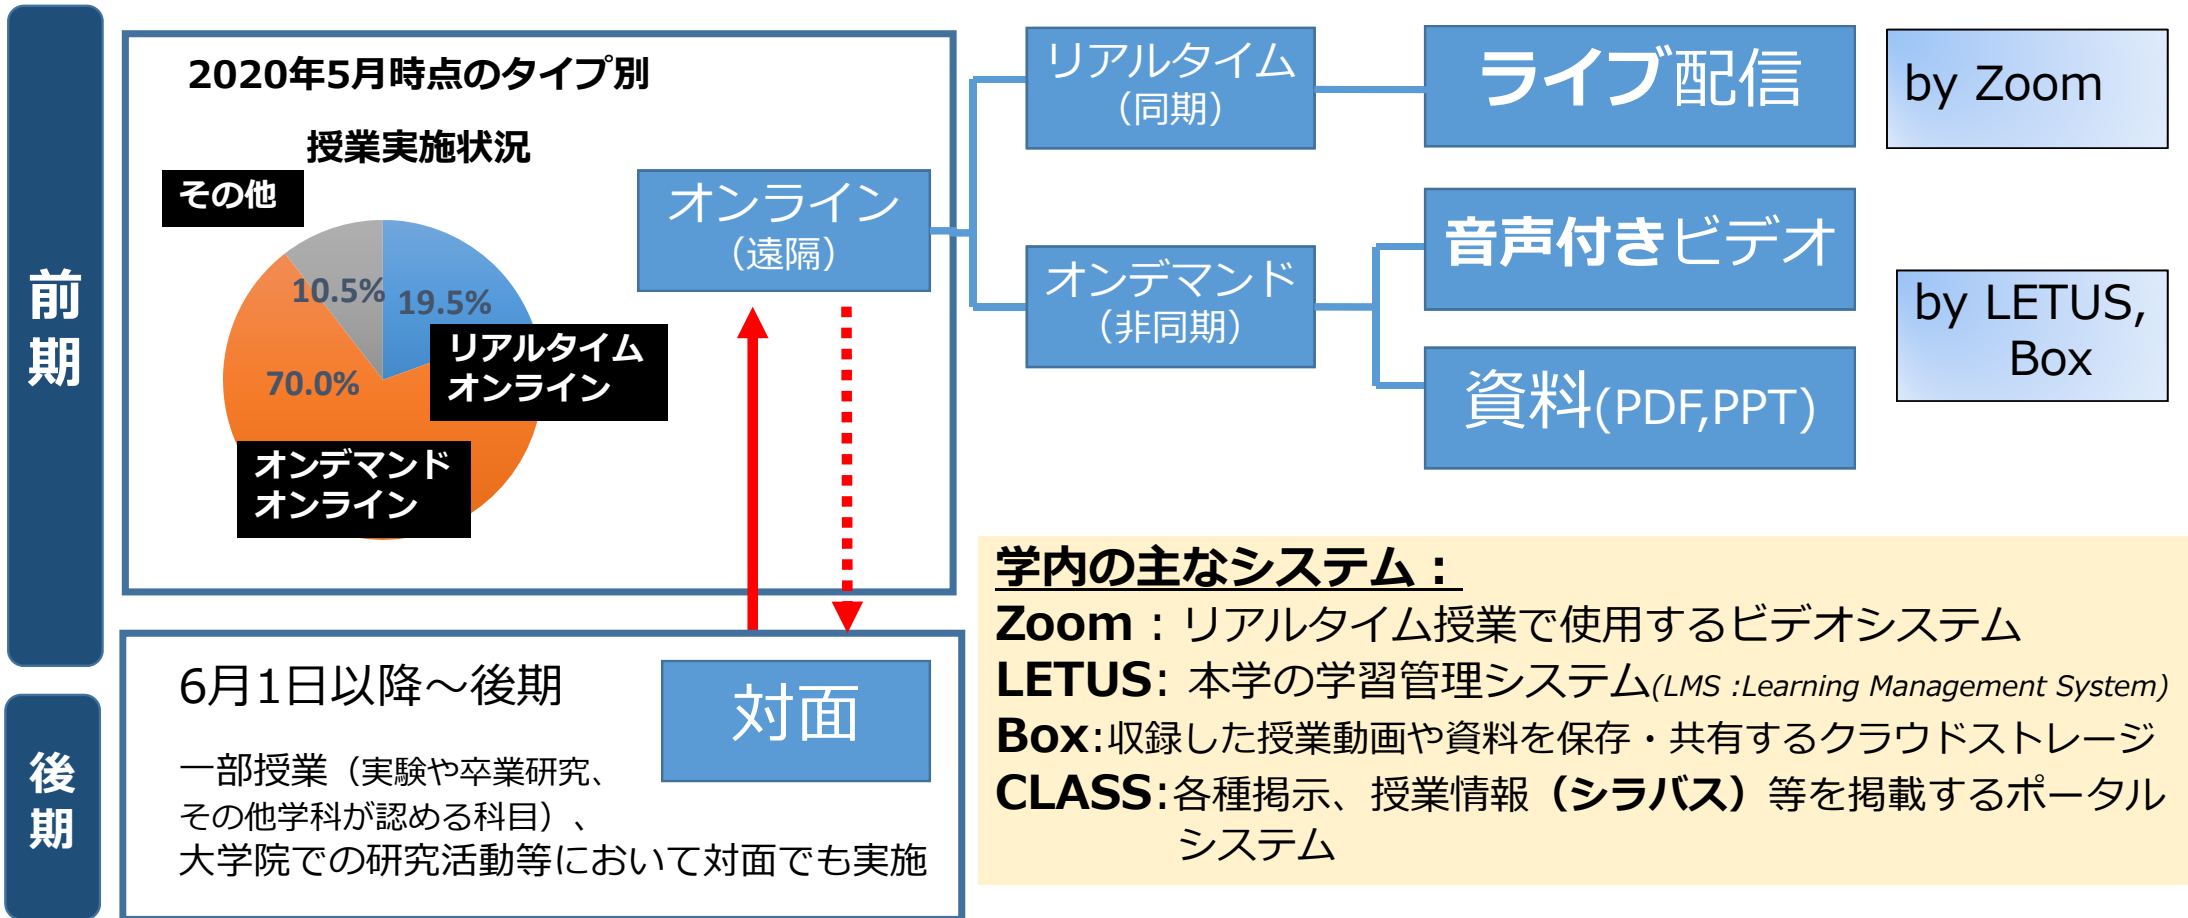 前期
2020年5月時点のタイプ別
授業実施状況
その他
10.5%
19.5%
リアルタイム
オンライン
70.0%
オンデマンド
オンライン
オンライン
（遠隔）
リアルタイム
（同期）
ライブ配信
by Zoom
オンデマンド
（非同期）
音声付きビデオ
資料(PDF,PPT)
by LETUS,
Box
後期
6月1日以降～後期
一部授業（実験や卒業研究、
その他学科が認める科目）、
大学院での研究活動等において対面でも実施
対面
学内の主なシステム：
Zoom：リアルタイム授業で使用するビデオシステム
LETUS：本学の学習管理システム(LMS :Learning Management System)
Box:収録した授業動画や資料を保存・共有するクラウドストレージ
CLASS:各種掲示、授業情報（シラバス）等を掲載するポータル
システム